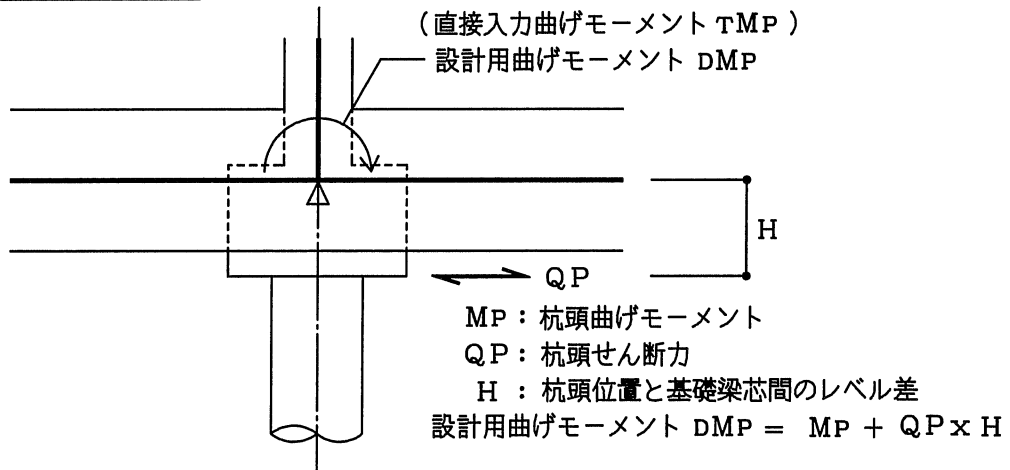 （直接入力曲げモーメント TMP ）
設計用曲げモーメント DMP
H
QP
MP : 杭頭曲げモーメント
QP : 杭頭せん断力
H : 杭頭位置と基礎梁芯間のレベル差
設計用曲げモーメント DMP = MP + QP x H